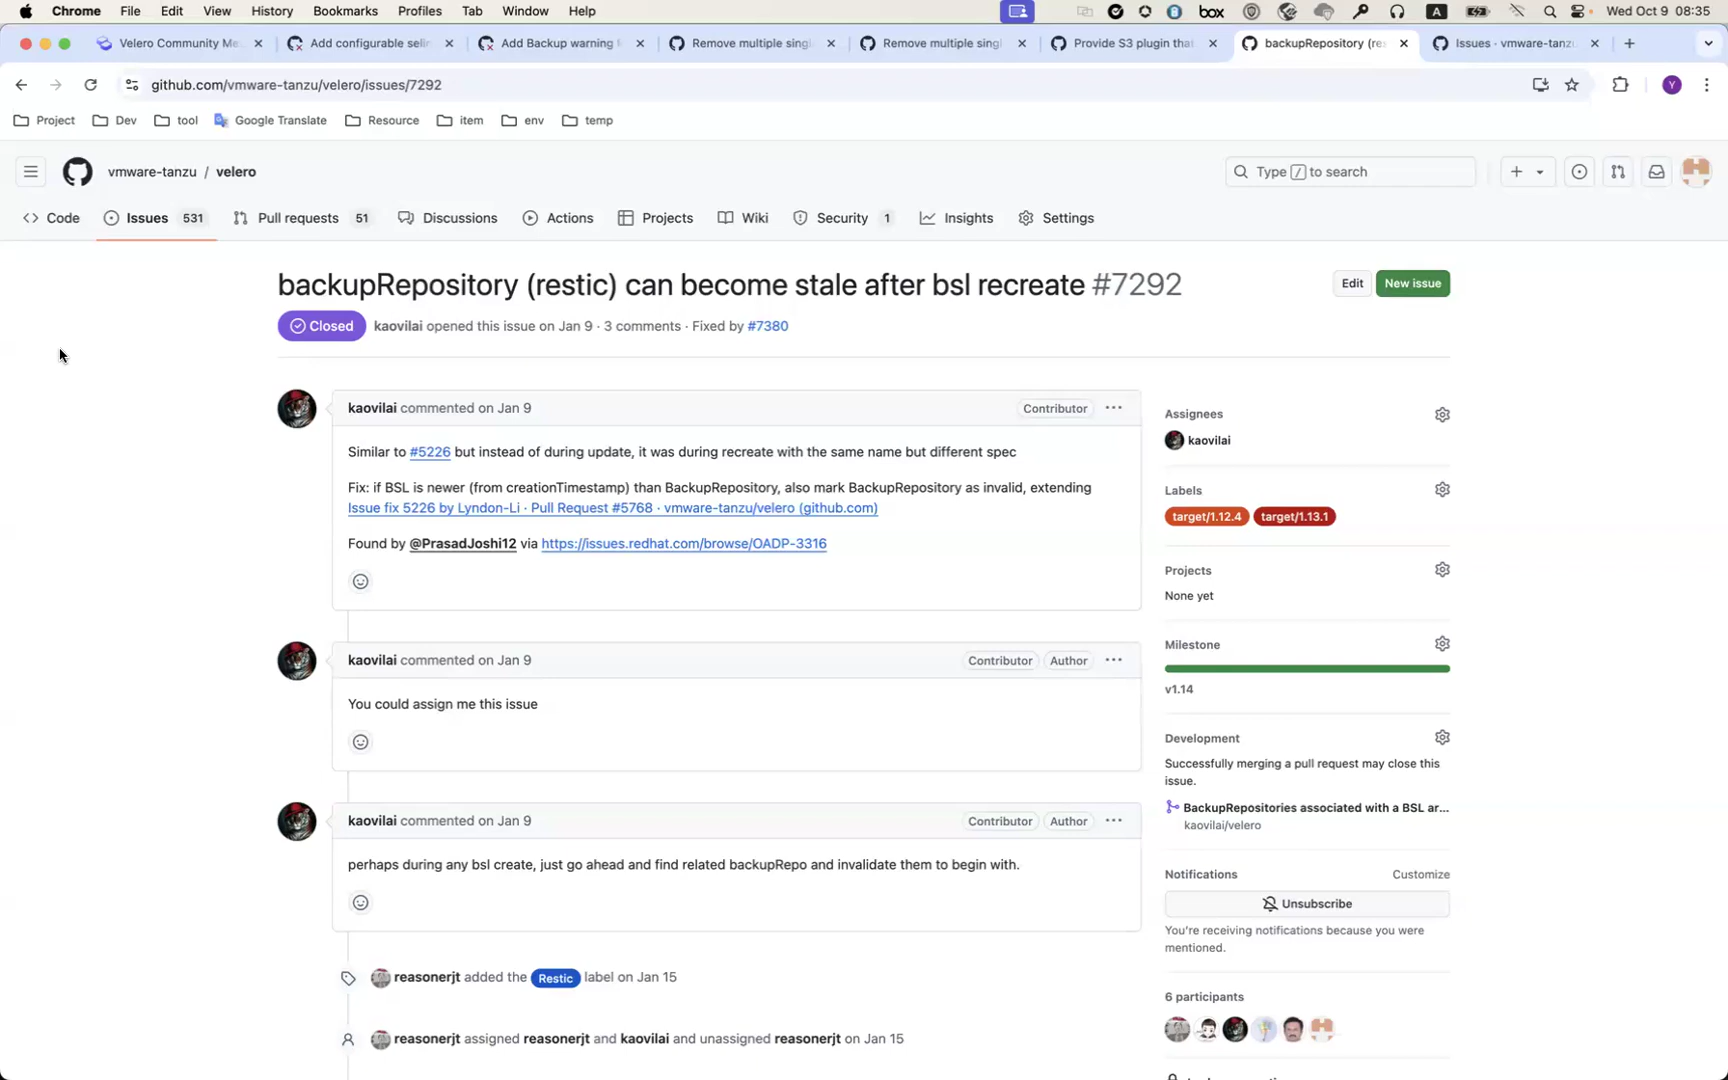 Chrome File Edit View History Bookmarks Profiles Tab Window Help box A Wed Oct 9 08:35
Velero Community Me Add configurable selin Add Backup warning Remove multiple singl Remove multiple singl Provide S3 plugin that backupRepository (res Issues · vmware-tanzu
github.com/vmware-tanzu/velero/issues/7292 Y
Project Dev tool Google Translate Resource item env temp
vmware-tanzu / velero Type / to search
Code Issues 531 Pull requests 51 Discussions Actions Projects Wiki Security 1 Insights Settings
backupRepository (restic) can become stale after bsl recreate #7292 Edit New issue
Closed kaovilai opened this issue on Jan 9 · 3 comments · Fixed by #7380
kaovilai commented on Jan 9 Contributor
Similar to #5226 but instead of during update, it was during recreate with the same name but different spec
Fix: if BSL is newer (from creationTimestamp) than BackupRepository, also mark BackupRepository as invalid, extending
Issue fix 5226 by Lyndon-Li · Pull Request #5768 · vmware-tanzu/velero (github.com)
Found by @PrasadJoshi12 via https://issues.redhat.com/browse/OADP-3316
kaovilai commented on Jan 9 Contributor Author
You could assign me this issue
kaovilai commented on Jan 9 Contributor Author
perhaps during any bsl create, just go ahead and find related backupRepo and invalidate them to begin with.
reasonerjt added the Restic label on Jan 15
reasonerjt assigned reasonerjt and kaovilai and unassigned reasonerjt on Jan 15
Assignees
kaovilai
Labels
target/1.12.4 target/1.13.1
Projects
None yet
Milestone
v1.14
Development
Successfully merging a pull request may close this
issue.
BackupRepositories associated with a BSL ar...
kaovilai/velero
Notifications Customize
Unsubscribe
You're receiving notifications because you were
mentioned.
6 participants